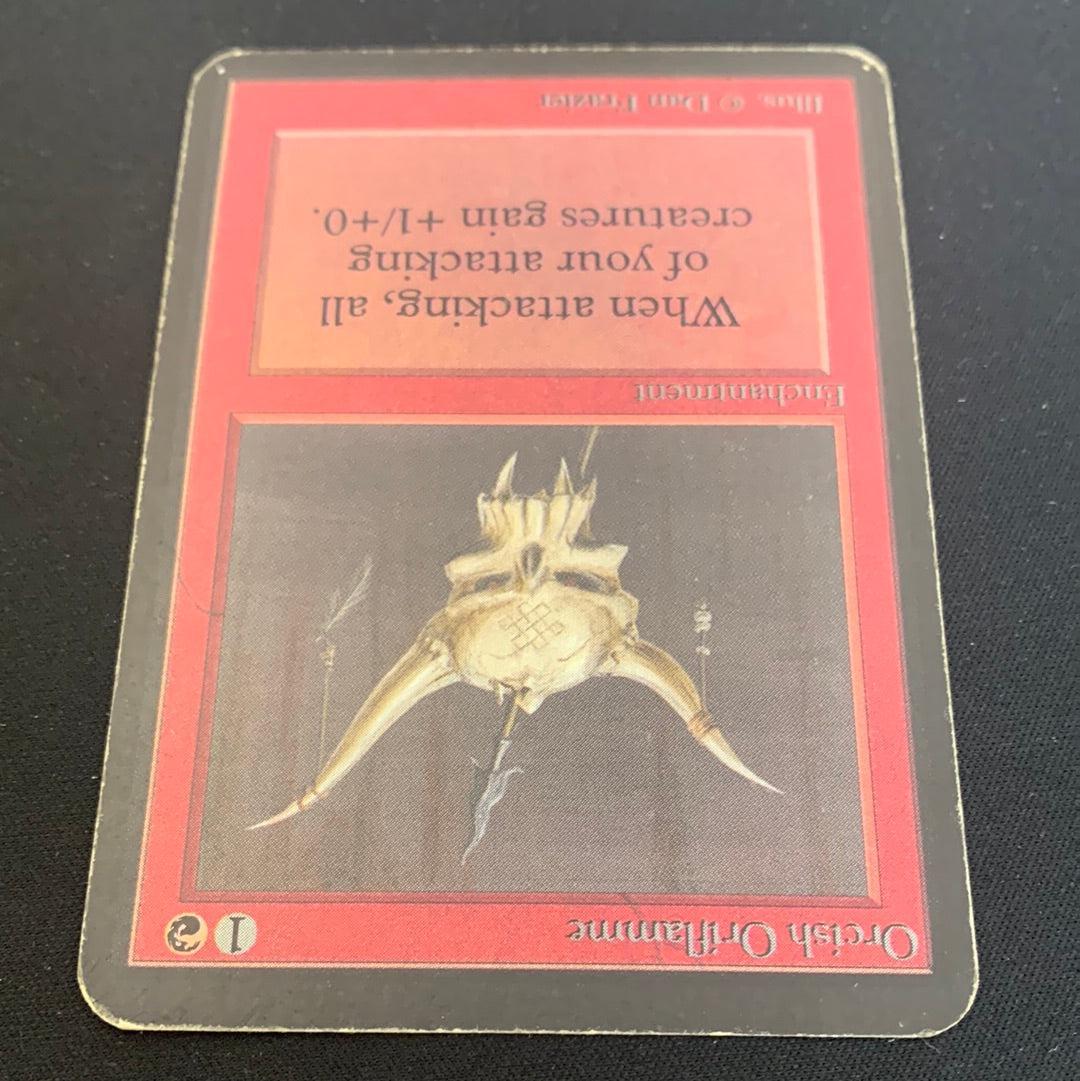 Orcish Oriflamme 1
Enchantment
When attacking, all
of your attacking
creatures gain +1/+0.
Illus. © Dan Frazier